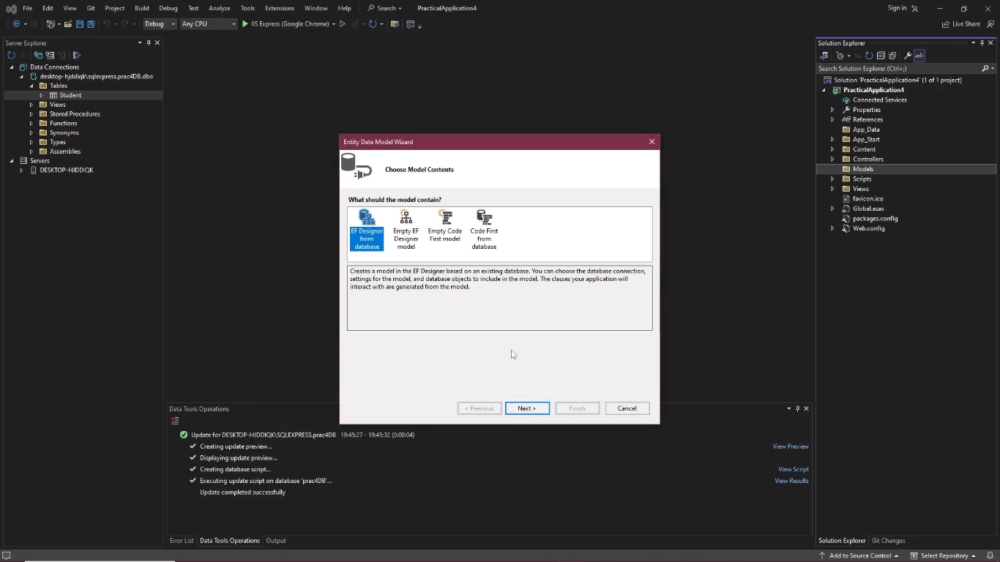 File Edit View Git Project Build Debug Test Analyze Tools Extensions Window Help Search PracticalApplication4 Sign in
Debug Any CPU IIS Express (Google Chrome) Live Share
Server Explorer
Data Connections
desktop-hjddiqk\sqlexpress.prac4DB.dbo
Tables
Student
Views
Stored Procedures
Functions
Synonyms
Types
Assemblies
Servers
DESKTOP-HJDDIQK
Entity Data Model Wizard
Choose Model Contents
What should the model contain?
EF Designer from database
Empty EF Designer model
Empty Code First model
Code First from database
Creates a model in the EF Designer based on an existing database. You can choose the database connection,
settings for the model, and database objects to include in the model. The classes your application will
interact with are generated from the model.
< Previous Next > Finish Cancel
Data Tools Operations
Update for DESKTOP-HJDDIQK\SQLEXPRESS.prac4DB 19:45:27 - 19:45:32 (0:00:04)
Creating update preview... View Preview
Displaying update preview...
Creating database script... View Script
Executing update script on database 'prac4DB'... View Results
Update completed successfully
Error List Data Tools Operations Output
Solution Explorer
Search Solution Explorer (Ctrl+;)
Solution 'PracticalApplication4' (1 of 1 project)
PracticalApplication4
Connected Services
Properties
References
App_Data
App_Start
Content
Controllers
Models
Scripts
Views
favicon.ico
Global.asax
packages.config
Web.config
Solution Explorer Git Changes
Add to Source Control Select Repository